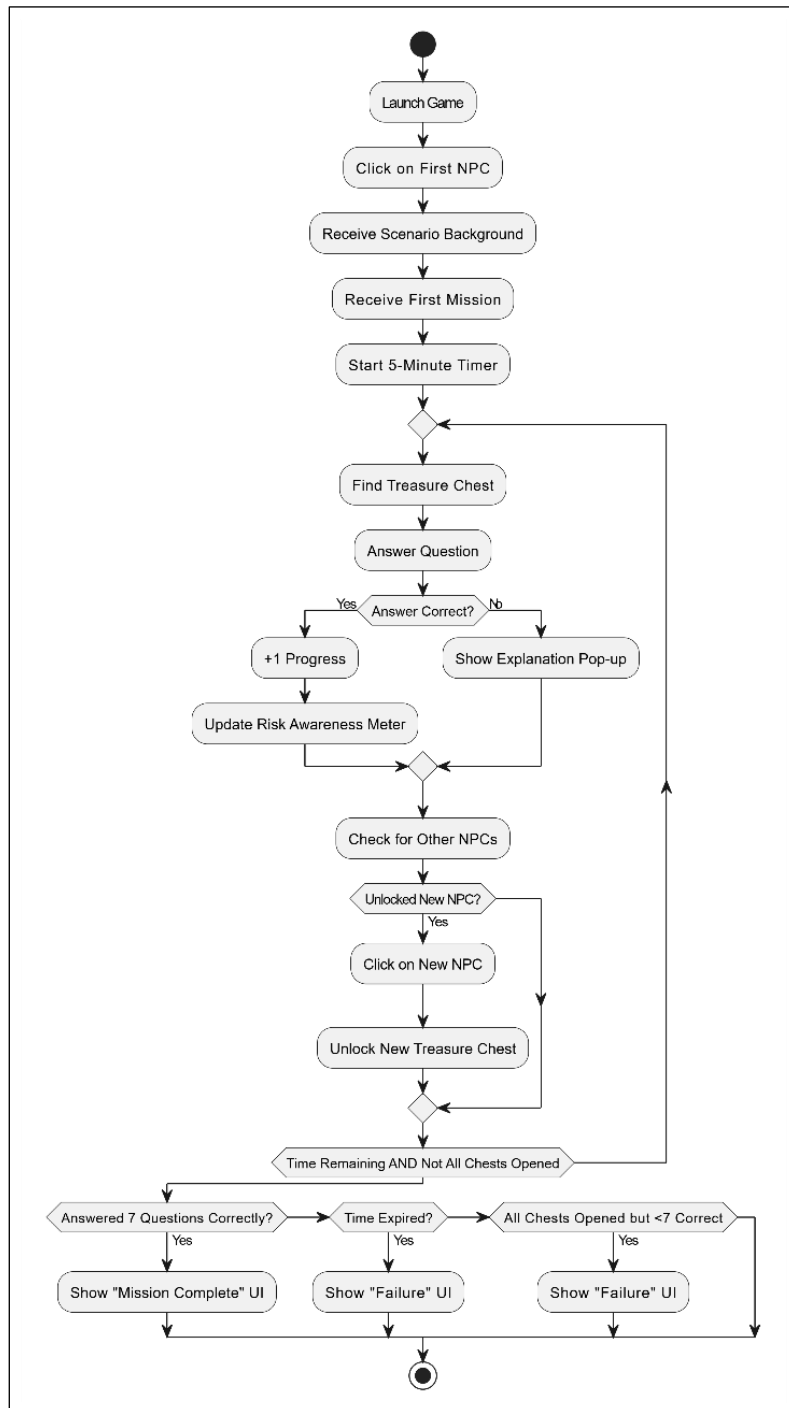 Launch Game
Click on First NPC
Receive Scenario Background
Receive First Mission
Start 5-Minute Timer
Find Treasure Chest
Answer Question
Yes
Answer Correct?
No
+1 Progress
Show Explanation Pop-up
Update Risk Awareness Meter
Check for Other NPCs
Unlocked New NPC?
Yes
Click on New NPC
Unlock New Treasure Chest
Time Remaining AND Not All Chests Opened
Answered 7 Questions Correctly?
Time Expired?
All Chests Opened but <7 Correct
Yes
Yes
Yes
Show "Mission Complete" UI
Show "Failure" UI
Show "Failure" UI